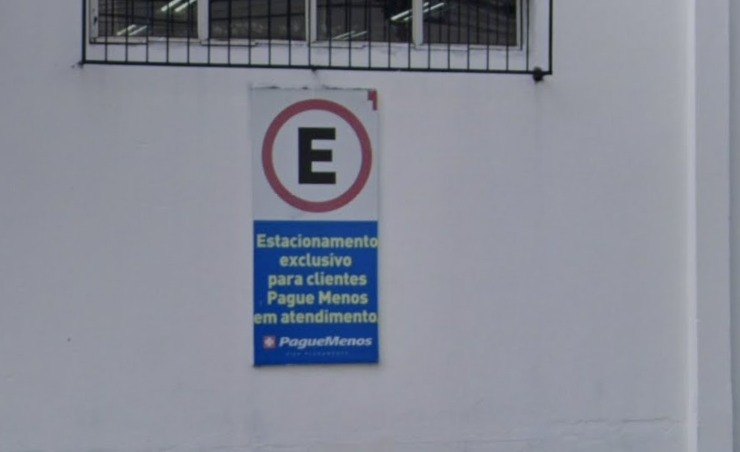 E
Estacionamento
exclusivo
para clientes
Pague Menos
em atendimento
PagueMenos